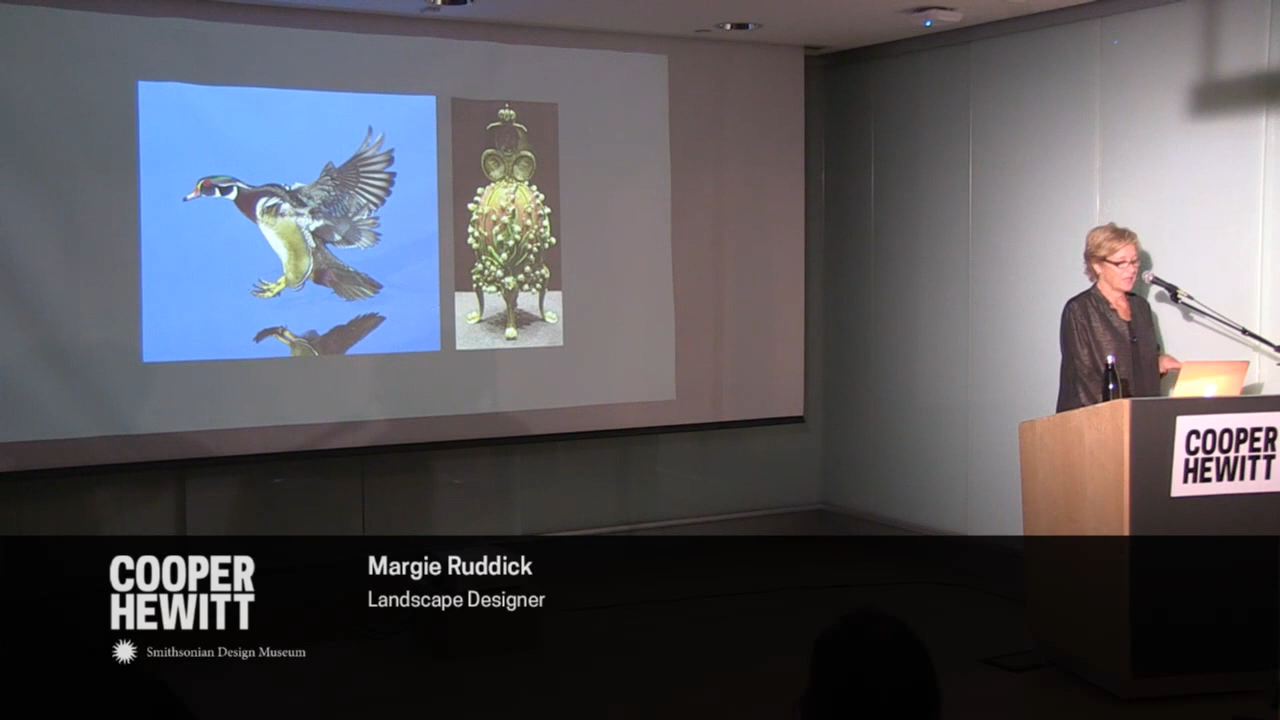 COOPER
HEWITT
COOPER
HEWITT
Smithsonian Design Museum
Margie Ruddick
Landscape Designer